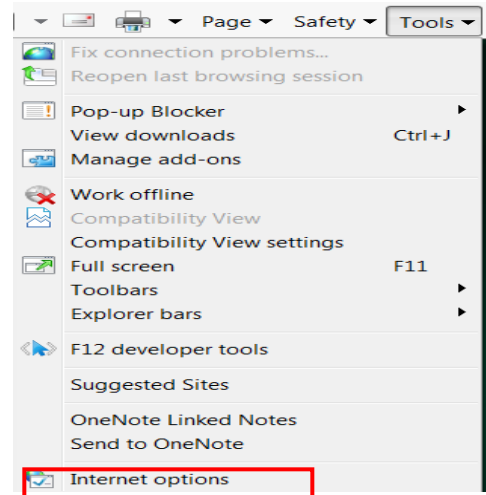 Page Safety Tools
Fix connection problems...
Reopen last browsing session
Pop-up Blocker
View downloads Ctrl+J
Manage add-ons
Work offline
Compatibility View
Compatibility View settings
Full screen F11
Toolbars
Explorer bars
F12 developer tools
Suggested Sites
OneNote Linked Notes
Send to OneNote
Internet options